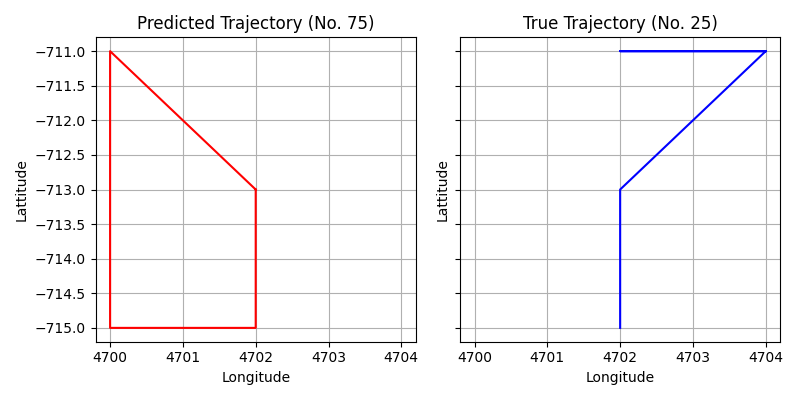 Predicted Trajectory (No. 75)
True Trajectory (No. 25)
Lattitude
−711.0
−711.5
−712.0
−712.5
−713.0
−713.5
−714.0
−714.5
−715.0
4700 4701 4702 4703 4704
Longitude
Lattitude
4700 4701 4702 4703 4704
Longitude